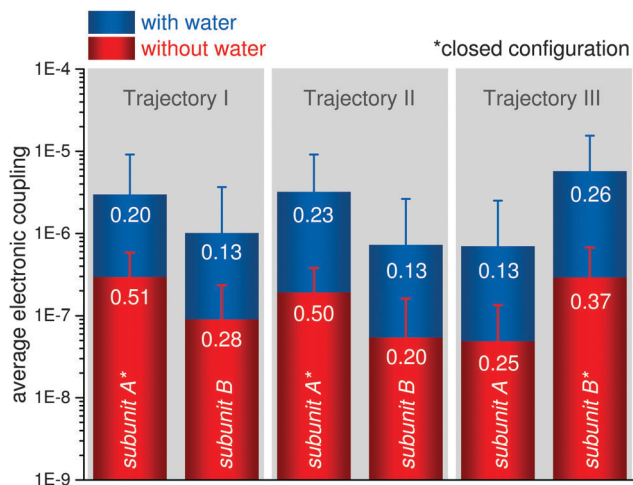 with water
without water
*closed configuration
average electronic coupling
1E-4
1E-5
1E-6
1E-7
1E-8
1E-9
Trajectory I
Trajectory II
Trajectory III
0.20
0.51
subunit A*
0.13
0.28
subunit B
0.23
0.50
subunit A*
0.13
0.20
subunit B
0.13
0.25
subunit A
0.26
0.37
subunit B*